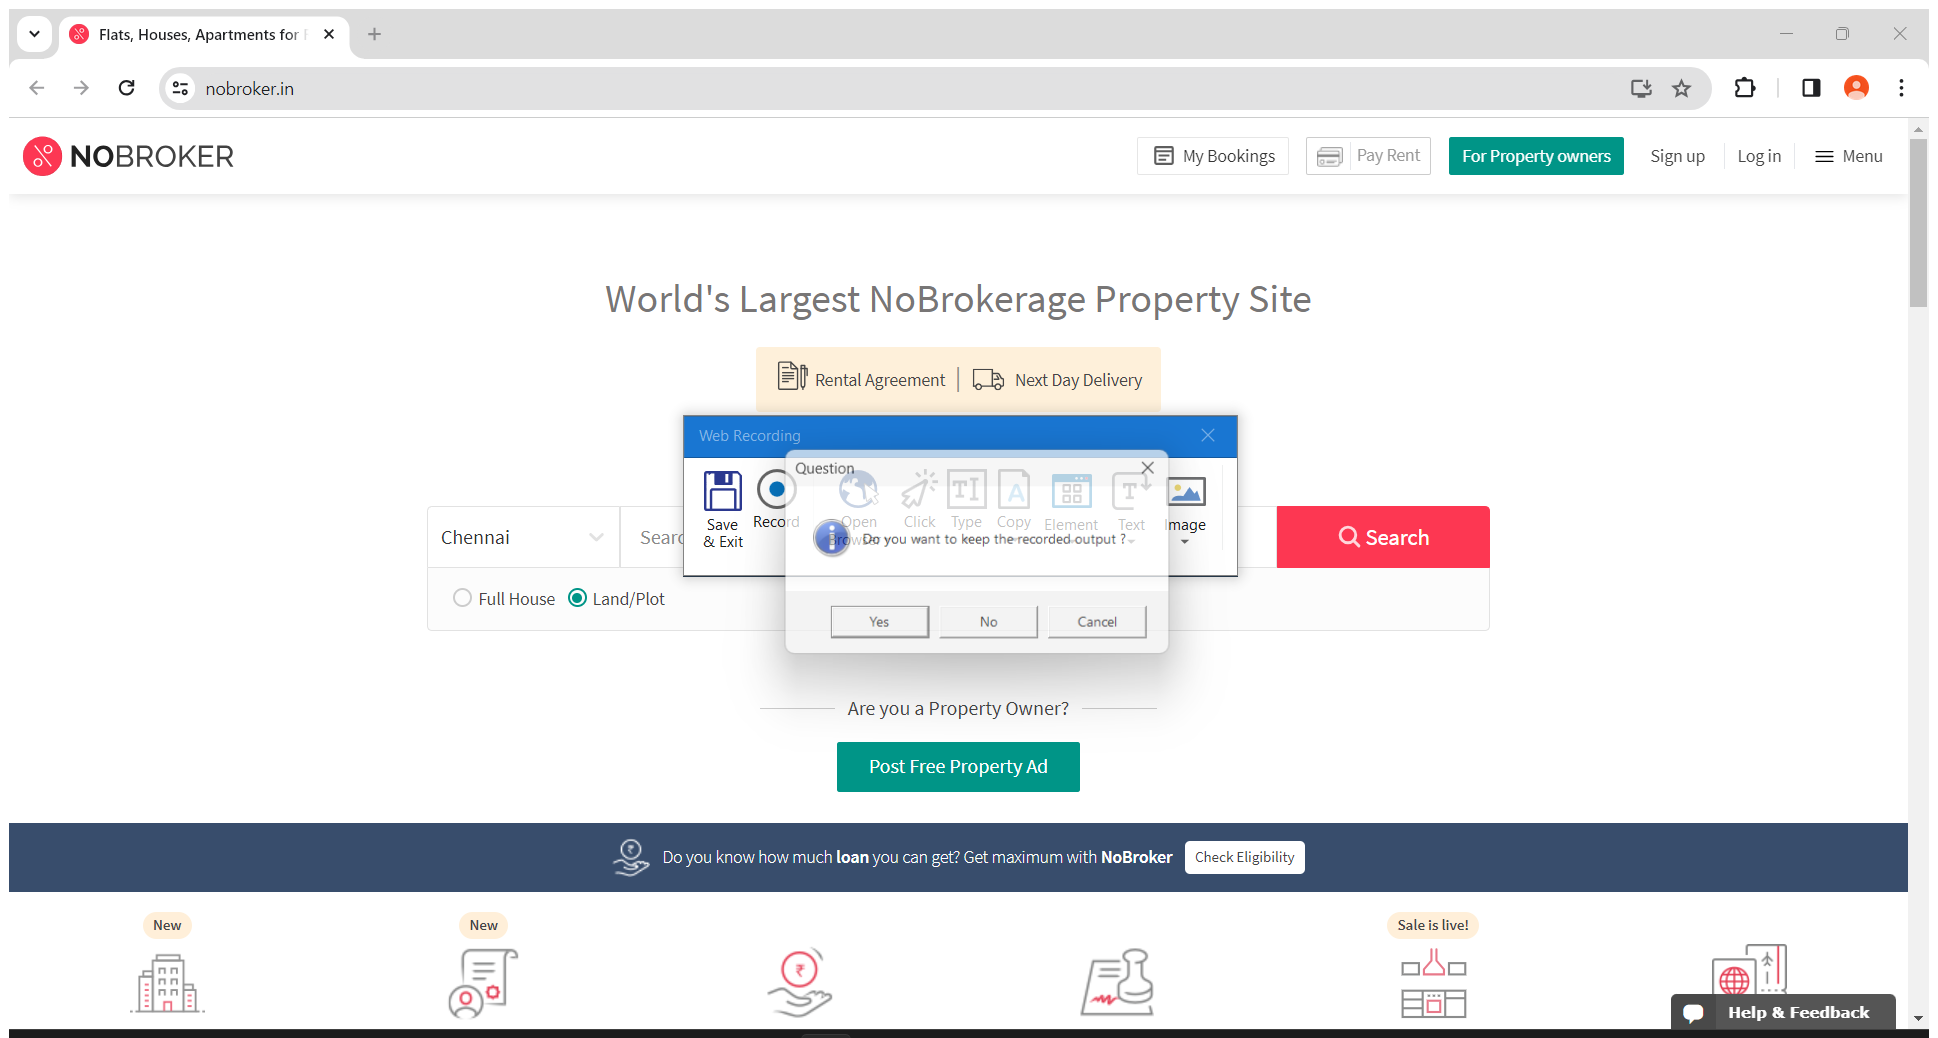 Flats, Houses, Apartments for
nobroker.in
NOBROKER
My Bookings
Pay Rent
For Property owners
Sign up
Log in
Menu
World's Largest NoBrokerage Property Site
Rental Agreement
Next Day Delivery
Web Recording
Question
Save
& Exit
Record
Open
Browser
Click
Type
Copy
Element
Text
Image
Do you want to keep the recorded output ?
Yes
No
Cancel
Chennai
Search
Full House
Land/Plot
Are you a Property Owner?
Post Free Property Ad
Do you know how much loan you can get? Get maximum with NoBroker
Check Eligibility
New
New
Sale is live!
Help & Feedback